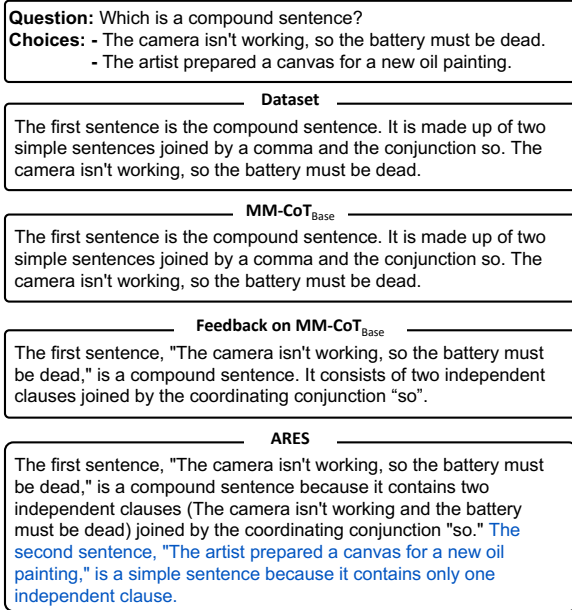 Question: Which is a compound sentence?
Choices: - The camera isn't working, so the battery must be dead.
- The artist prepared a canvas for a new oil painting.
Dataset
The first sentence is the compound sentence. It is made up of two
simple sentences joined by a comma and the conjunction so. The
camera isn't working, so the battery must be dead.
MM-CoTBase
The first sentence is the compound sentence. It is made up of two
simple sentences joined by a comma and the conjunction so. The
camera isn't working, so the battery must be dead.
Feedback on MM-CoTBase
The first sentence, "The camera isn't working, so the battery must
be dead," is a compound sentence. It consists of two independent
clauses joined by the coordinating conjunction “so”.
ARES
The first sentence, "The camera isn't working, so the battery must
be dead," is a compound sentence because it contains two
independent clauses (The camera isn't working and the battery
must be dead) joined by the coordinating conjunction "so." The
second sentence, "The artist prepared a canvas for a new oil
painting," is a simple sentence because it contains only one
independent clause.